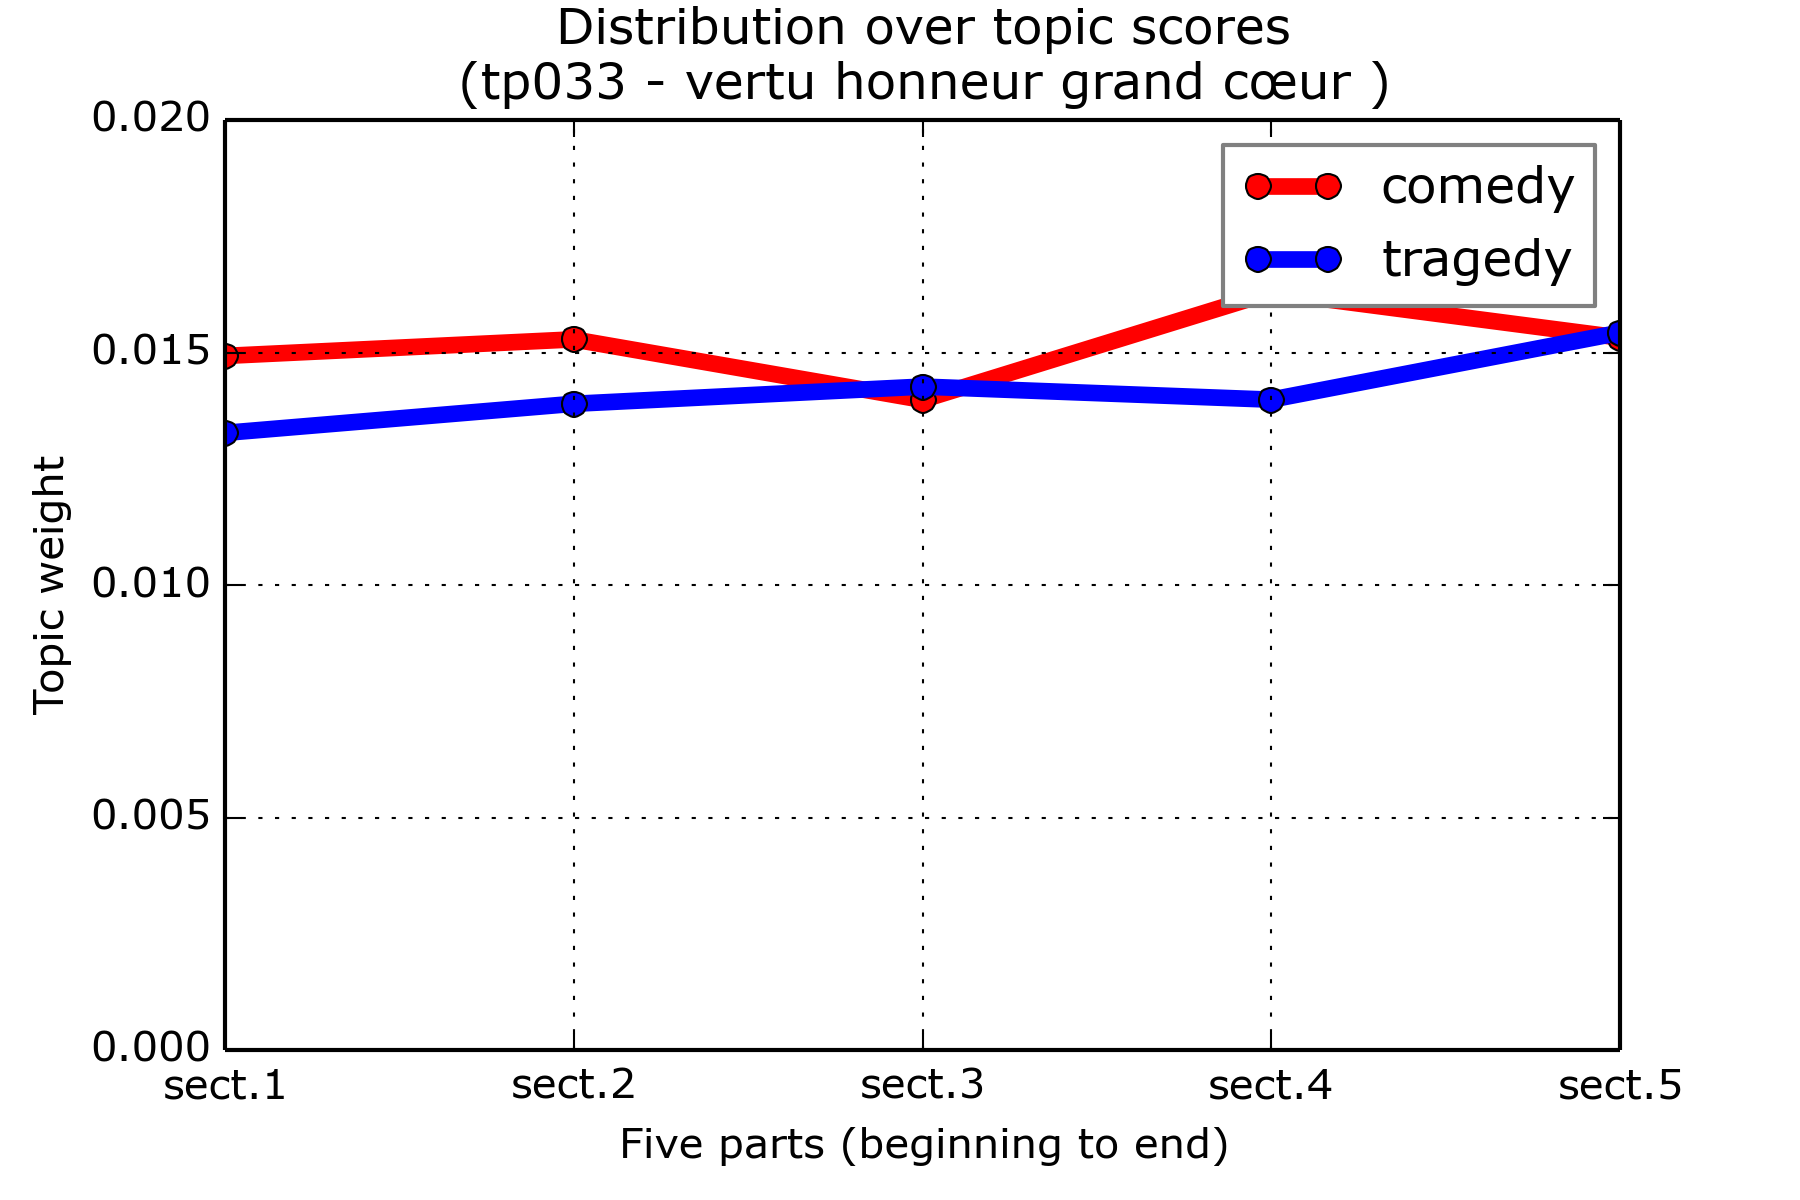 Distribution over topic scores
(tp033 - vertu honneur grand cœur )
0.020
0.015
0.010
0.005
0.000
Topic weight
comedy
tragedy
sect.1 sect.2 sect.3 sect.4 sect.5
Five parts (beginning to end)